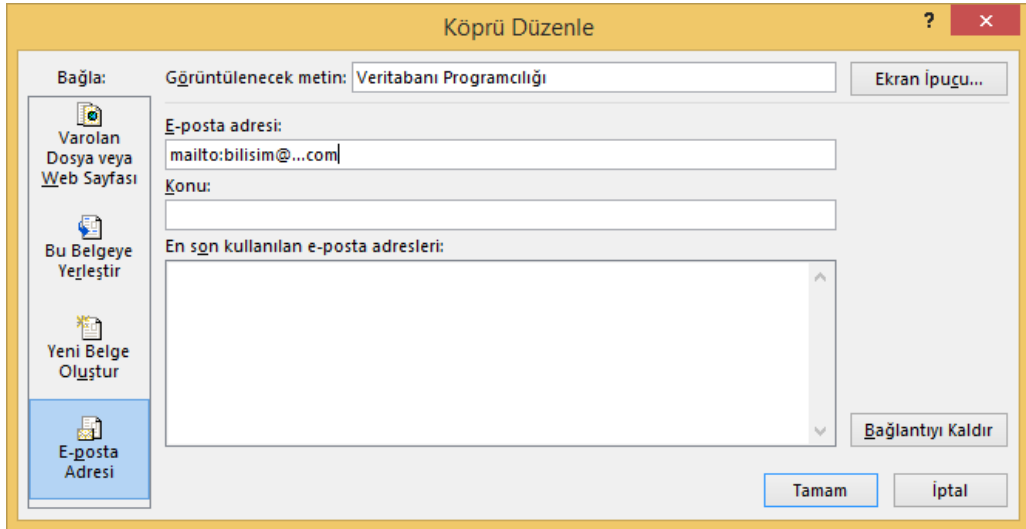 Köprü Düzenle
?
×
Bağla:
Görüntülenecek metin: Veritabanı Programcılığı
Ekran İpucu...
Varolan
Dosya veya
Web Sayfası
Bu Belgeye
Yerleştir
Yeni Belge
Oluştur
E-posta
Adresi
E-posta adresi:
mailto:bilisim@...com
Konu:
En son kullanılan e-posta adresleri:
Bağlantıyı Kaldır
Tamam
İptal